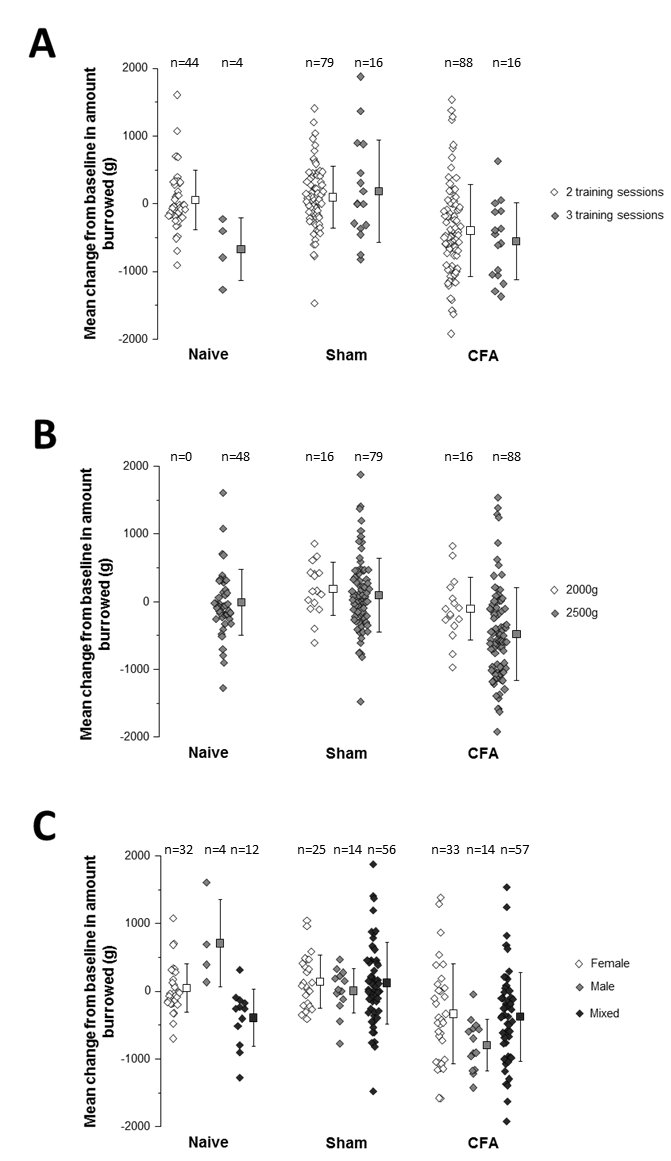 A
n=44 n=4 n=79 n=16 n=88 n=16
2000
1000
0
-1000
-2000
Mean change from baseline in amount
burrowed (g)
2 training sessions
3 training sessions
Naive Sham CFA
B
n=0 n=48 n=16 n=79 n=16 n=88
2000
1000
0
-1000
-2000
Mean change from baseline in amount
burrowed (g)
2000g
2500g
Naive Sham CFA
C
n=32 n=4 n=12 n=25 n=14 n=56 n=33 n=14 n=57
2000
1000
0
-1000
-2000
Mean change from baseline in amount
burrowed (g)
Female
Male
Mixed
Naive Sham CFA